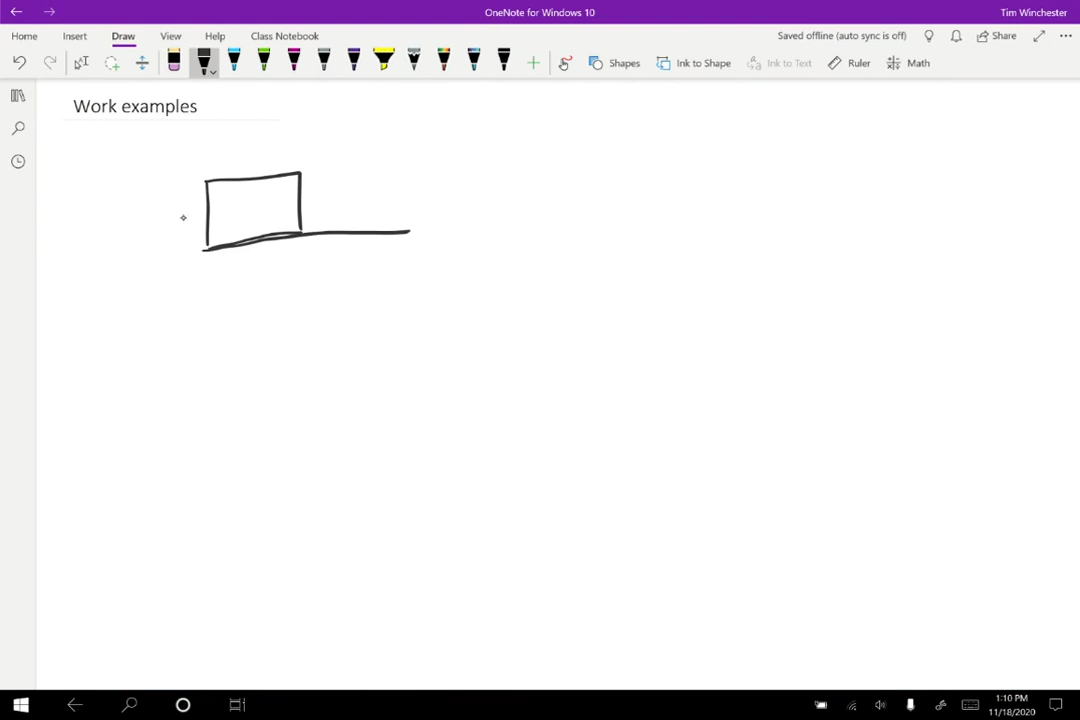 OneNote for Windows 10
Tim Winchester
Home Insert Draw View Help Class Notebook
Saved offline (auto sync is off)
Share
Shapes
Ink to Shape
Ink to Text
Ruler
Math
Work examples
1:10 PM
11/18/2020